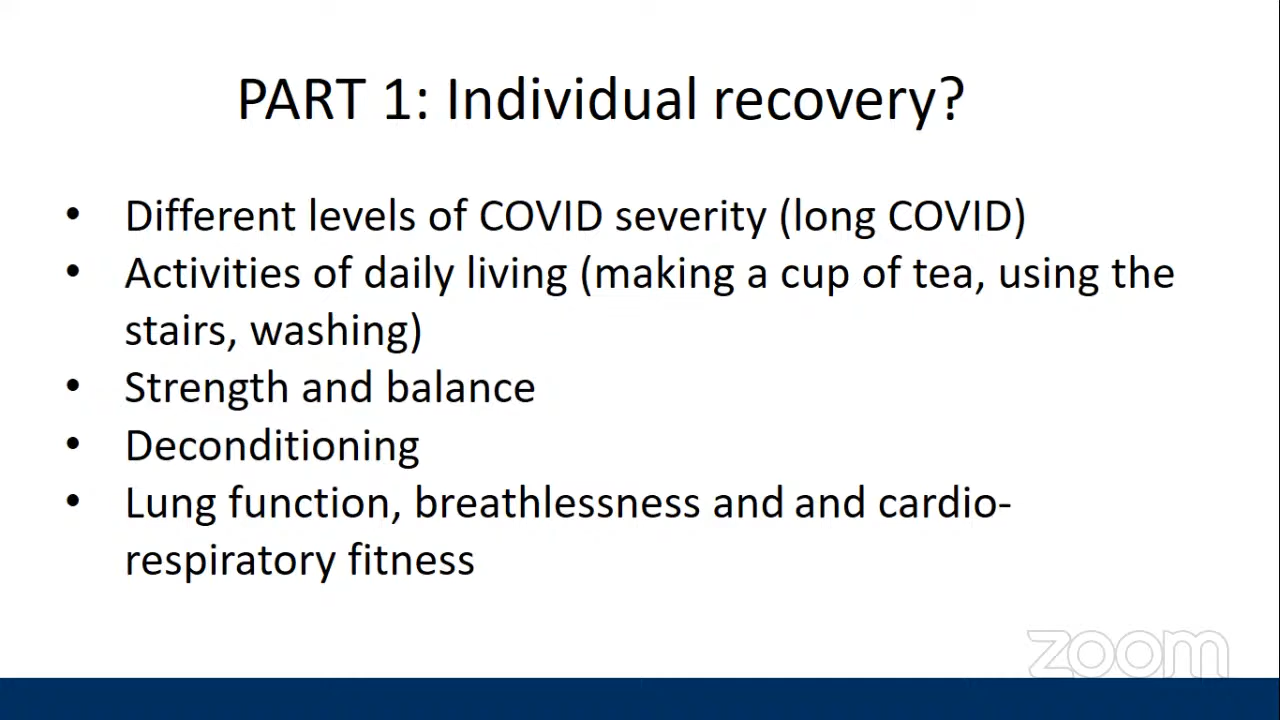 PART 1: Individual recovery?
• Different levels of COVID severity (long COVID)
• Activities of daily living (making a cup of tea, using the
stairs, washing)
• Strength and balance
• Deconditioning
• Lung function, breathlessness and and cardio-
respiratory fitness
zoom